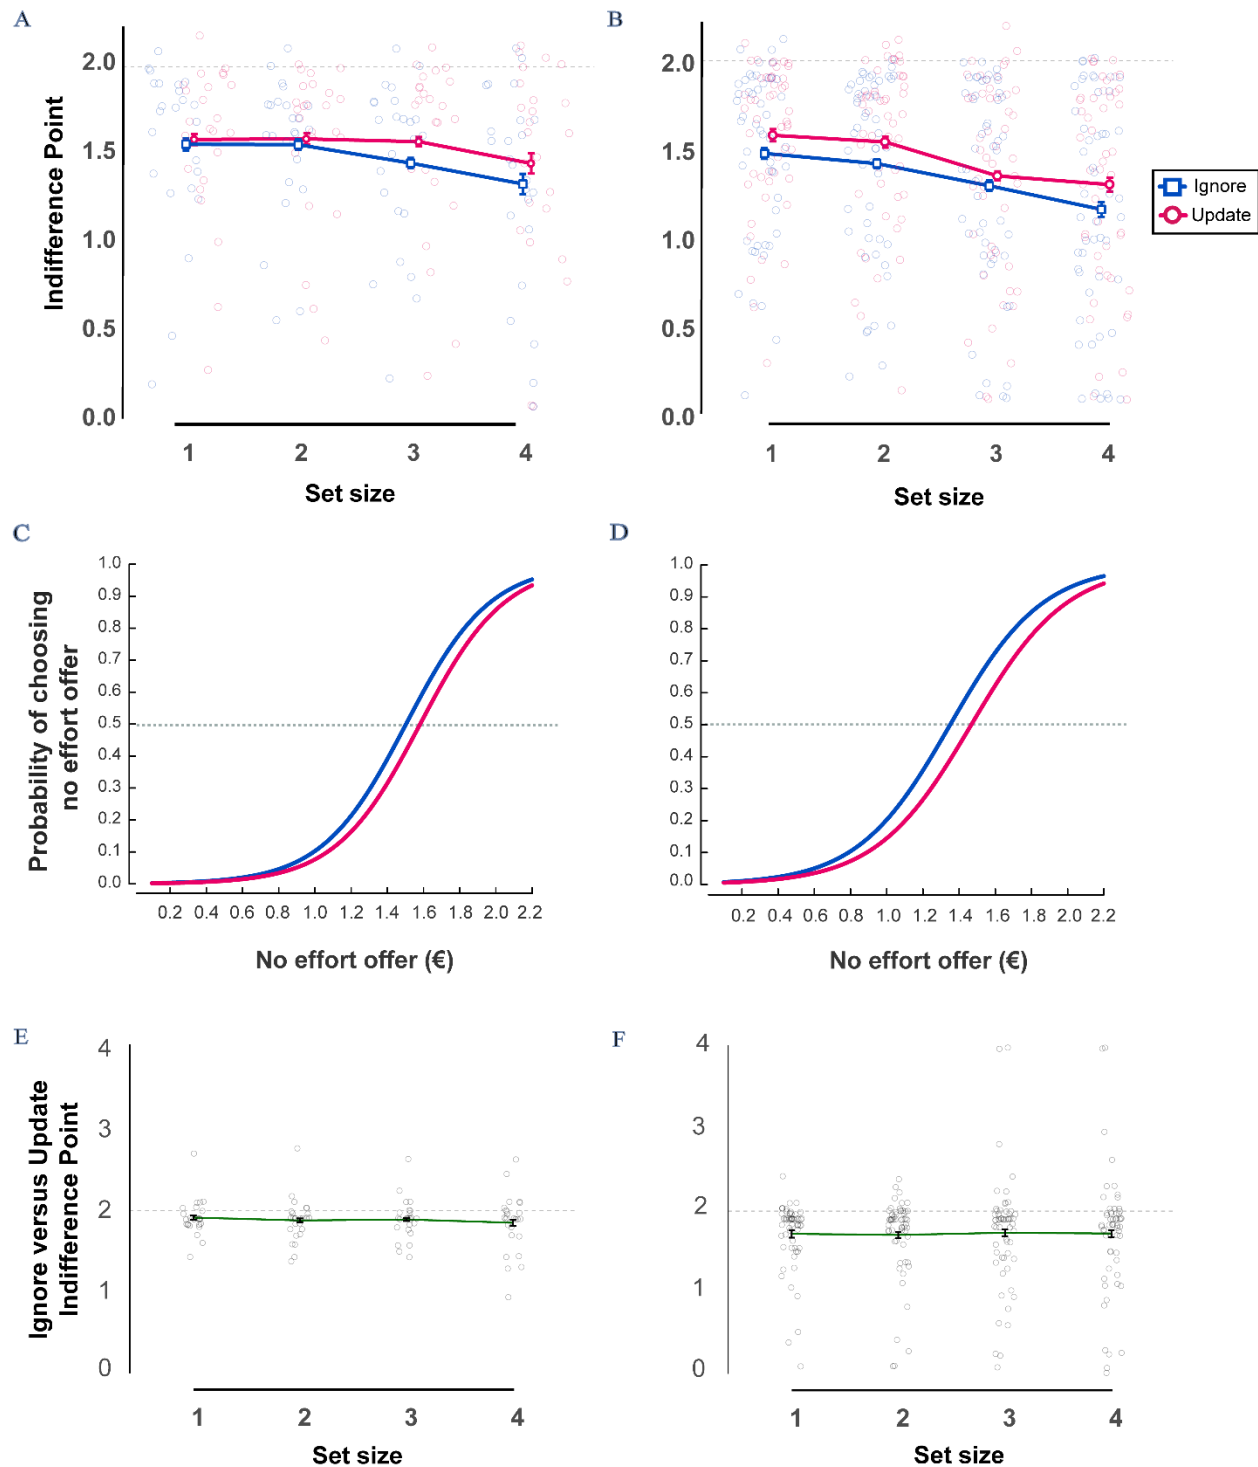 A
B
2.0
1.5
1.0
0.5
0.0
Indifference Point
1 2 3 4
Set size
2.0
1.5
1.0
0.5
0.0
1 2 3 4
Set size
Ignore
Update
C
D
1.0
0.9
0.8
0.7
0.6
0.5
0.4
0.3
0.2
0.1
0.0
Probability of choosing
no effort offer
0.2 0.4 0.6 0.8 1.0 1.2 1.4 1.6 1.8 2.0 2.2
No effort offer (€)
1.0
0.9
0.8
0.7
0.6
0.5
0.4
0.3
0.2
0.1
0.0
0.2 0.4 0.6 0.8 1.0 1.2 1.4 1.6 1.8 2.0 2.2
No effort offer (€)
E
F
4
3
2
1
0
Ignore versus Update
Indifference Point
1 2 3 4
Set size
4
3
2
1
0
1 2 3 4
Set size